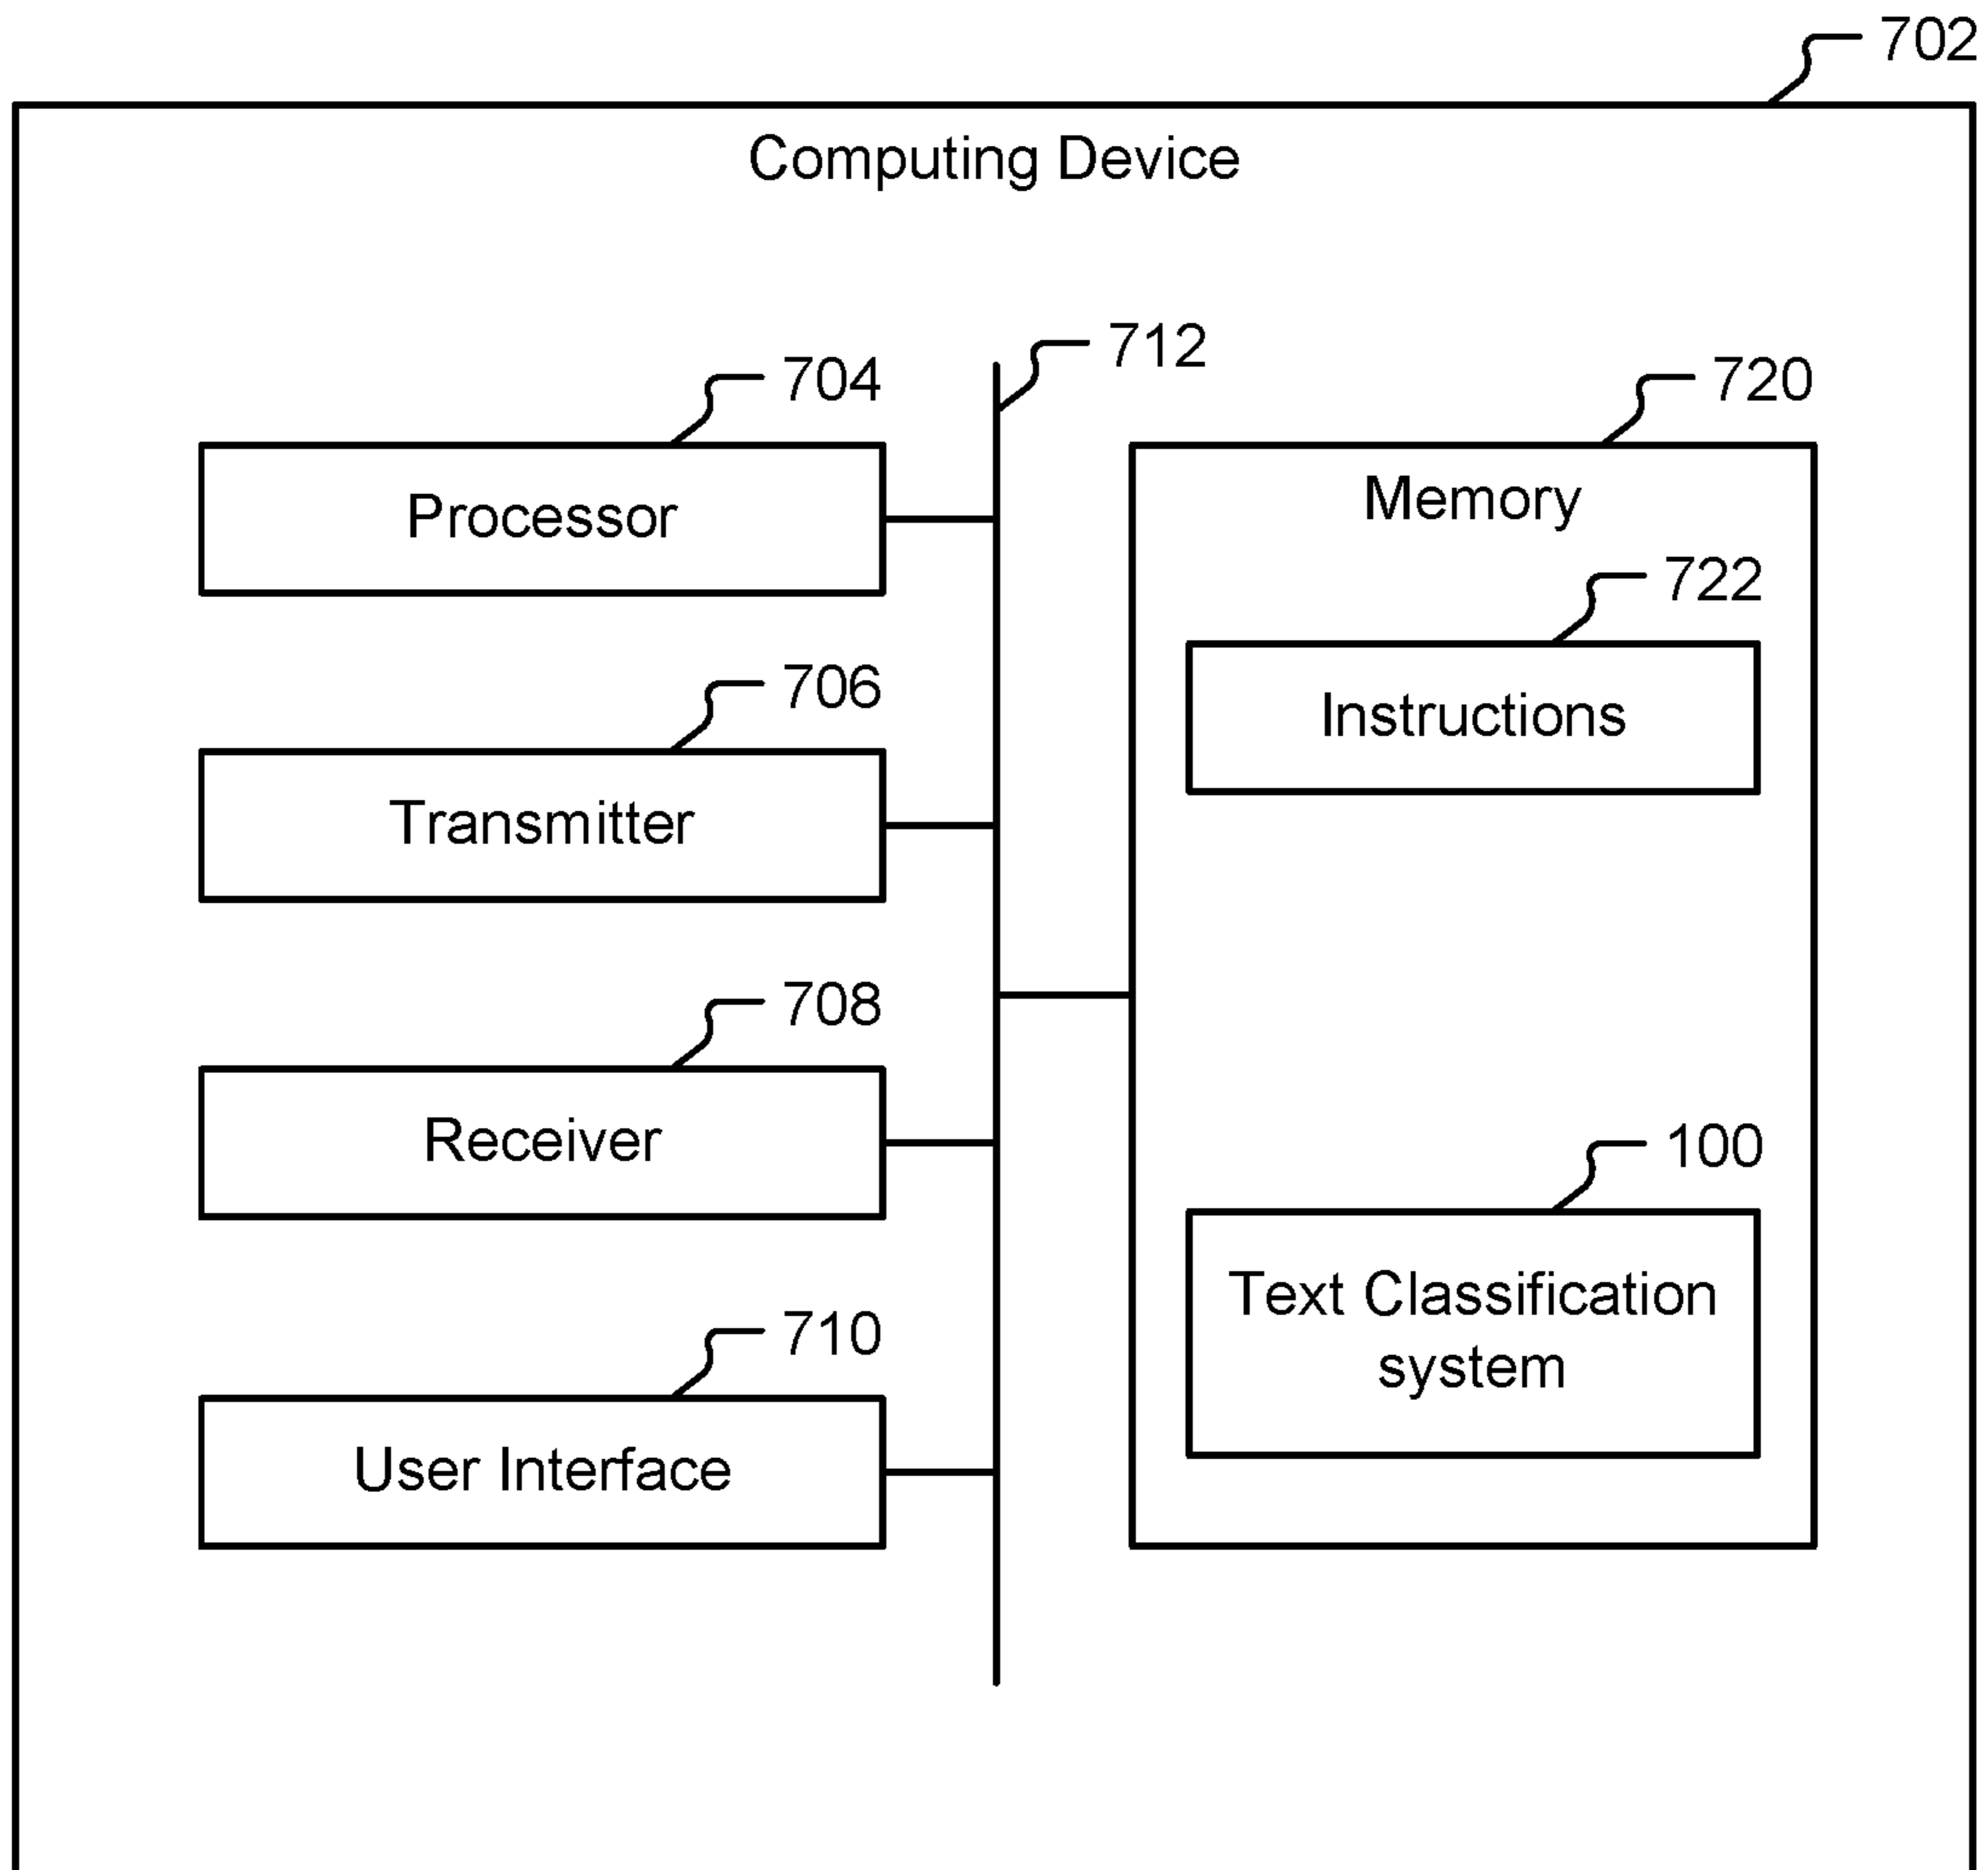 702
Computing Device
712
704
720
Processor
Memory
722
Instructions
706
Transmitter
708
Receiver
100
Text Classification
system
710
User Interface